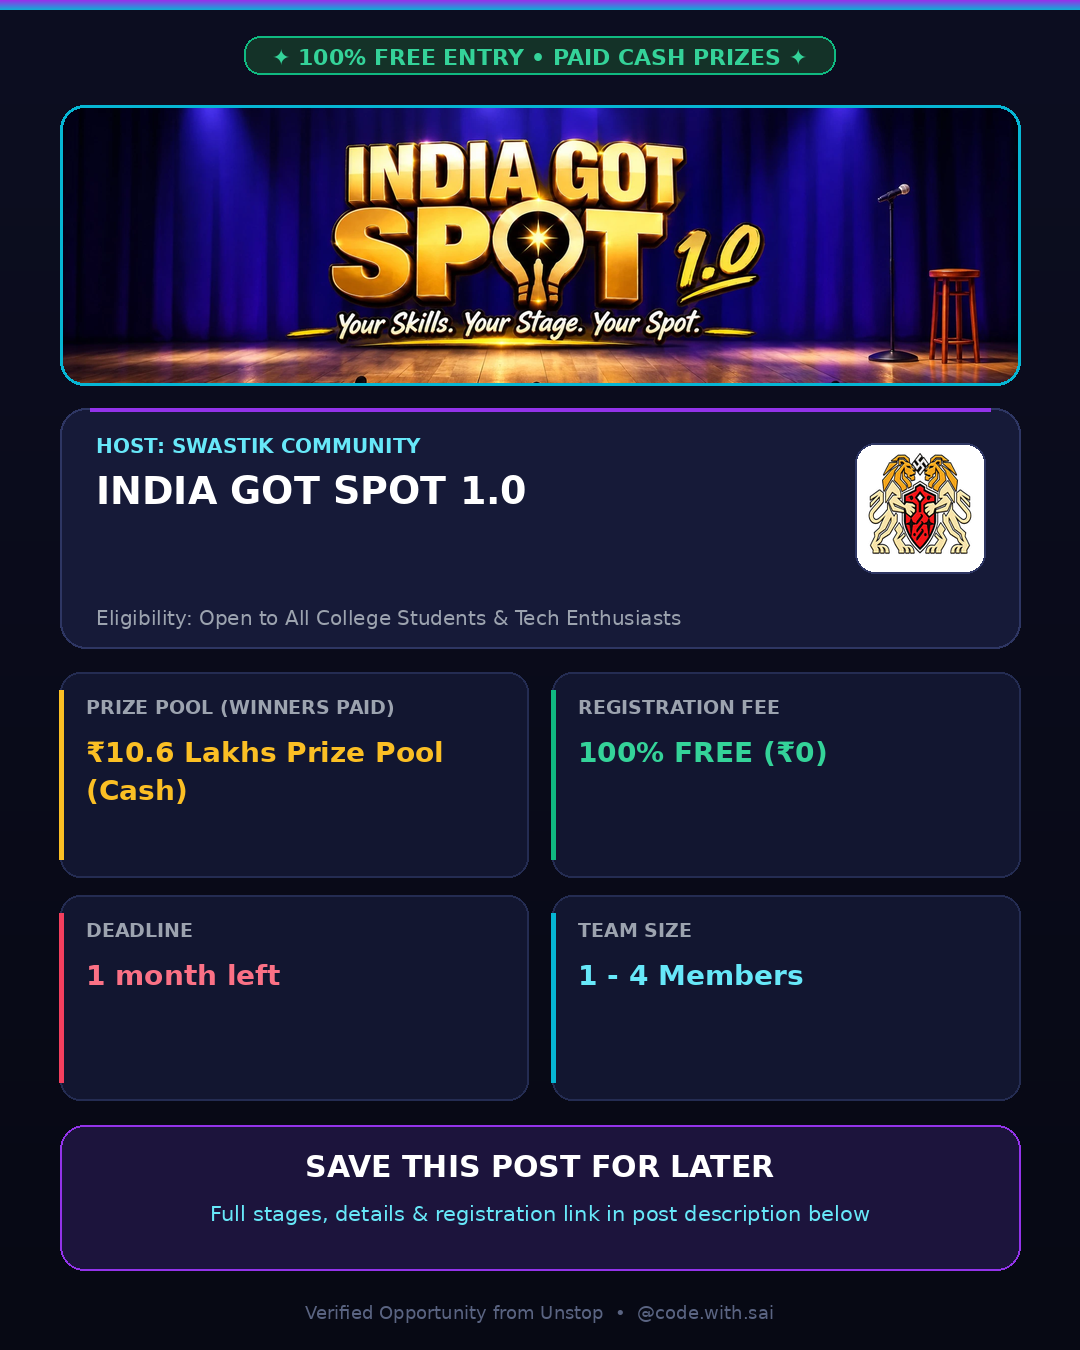 ✦ 100% FREE ENTRY • PAID CASH PRIZES ✦
INDIA GOT
SPOT 1.0
Your Skills. Your Stage. Your Spot.
HOST: SWASTIK COMMUNITY
INDIA GOT SPOT 1.0
Eligibility: Open to All College Students & Tech Enthusiasts
PRIZE POOL (WINNERS PAID)
₹10.6 Lakhs Prize Pool
(Cash)
REGISTRATION FEE
100% FREE (₹0)
DEADLINE
1 month left
TEAM SIZE
1 - 4 Members
SAVE THIS POST FOR LATER
Full stages, details & registration link in post description below
Verified Opportunity from Unstop • @code.with.sai